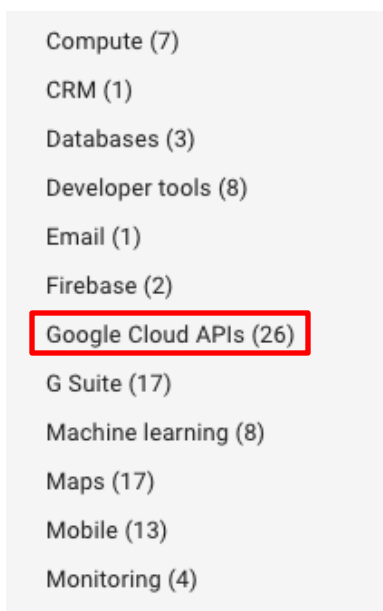 Compute (7)
CRM (1)
Databases (3)
Developer tools (8)
Email (1)
Firebase (2)
Google Cloud APIs (26)
G Suite (17)
Machine learning (8)
Maps (17)
Mobile (13)
Monitoring (4)